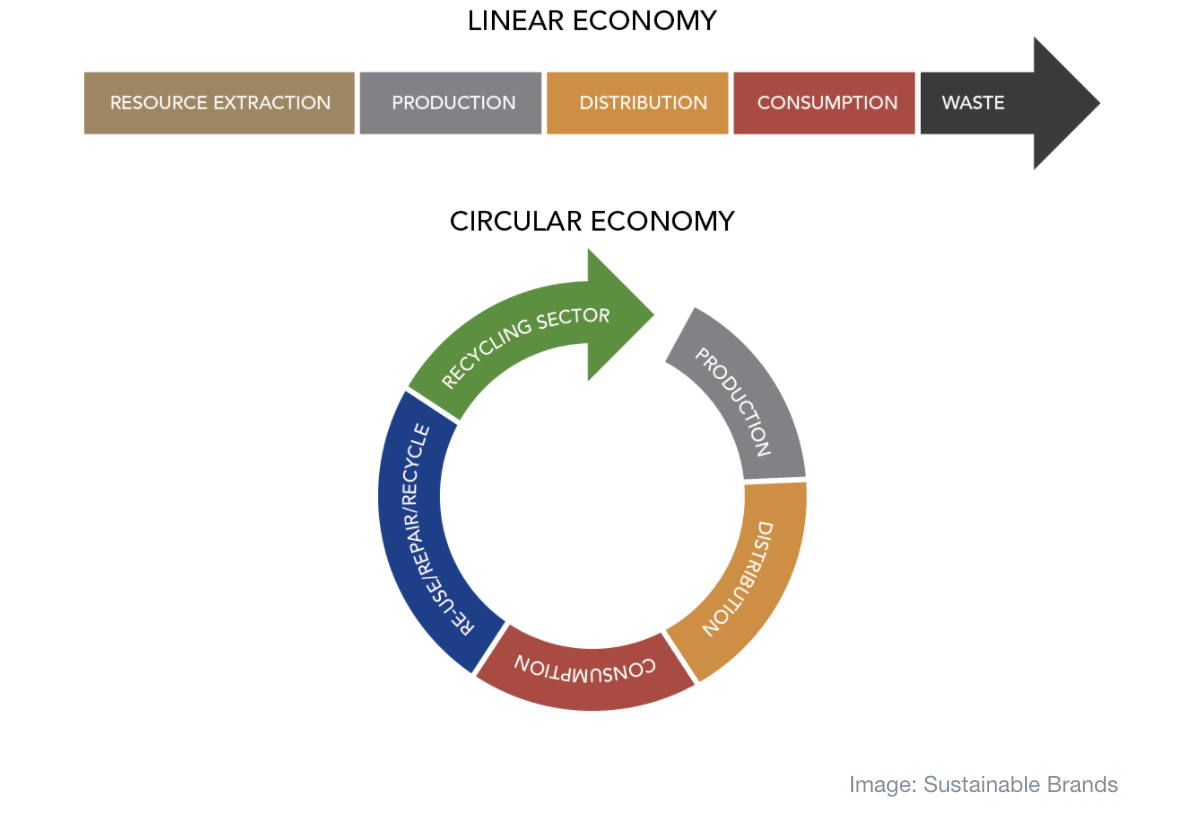 LINEAR ECONOMY
RESOURCE EXTRACTION
PRODUCTION
DISTRIBUTION
CONSUMPTION
WASTE
CIRCULAR ECONOMY
RECYCLING SECTOR
PRODUCTION
DISTRIBUTION
CONSUMPTION
RE-USE/REPAIR/RECYCLE
Image: Sustainable Brands